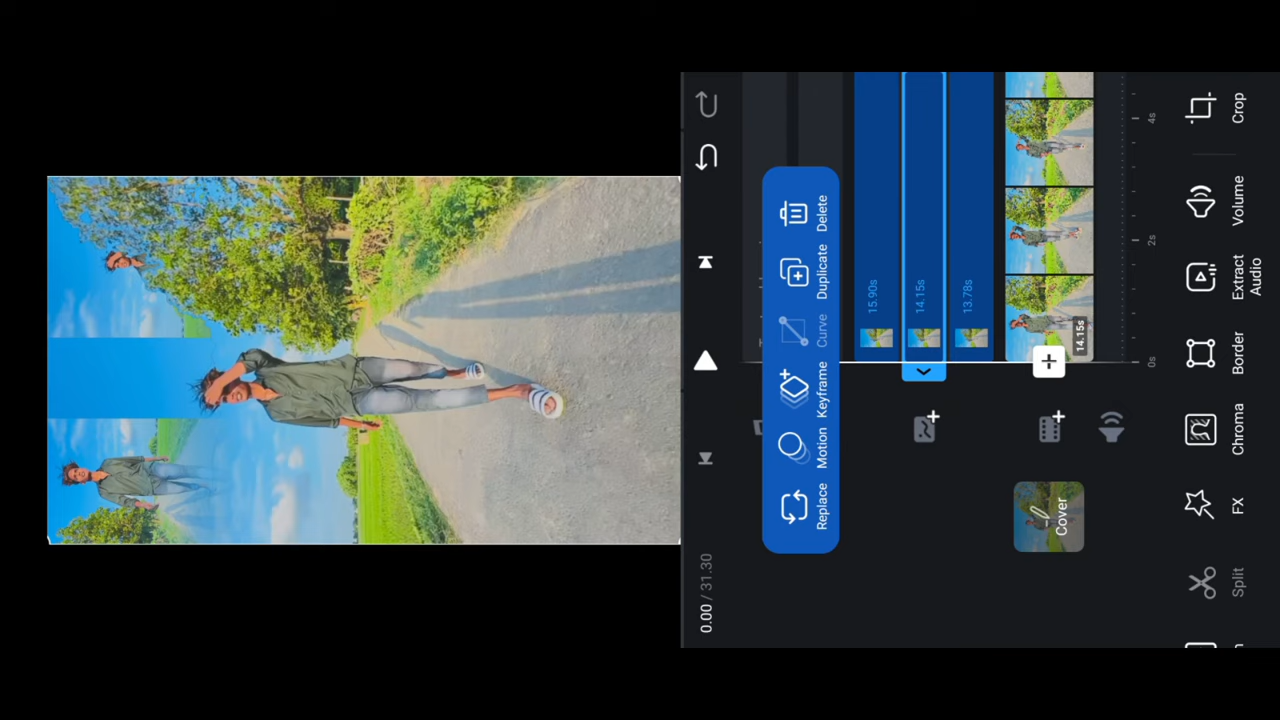 0.00 / 31.30
Replace
Motion
Keyframe
Curve
Duplicate
Delete
15.90s
14.15s
13.78s
14.15s
Cover
0s
2s
4s
Split
FX
Chroma
Border
Extract
Audio
Volume
Crop